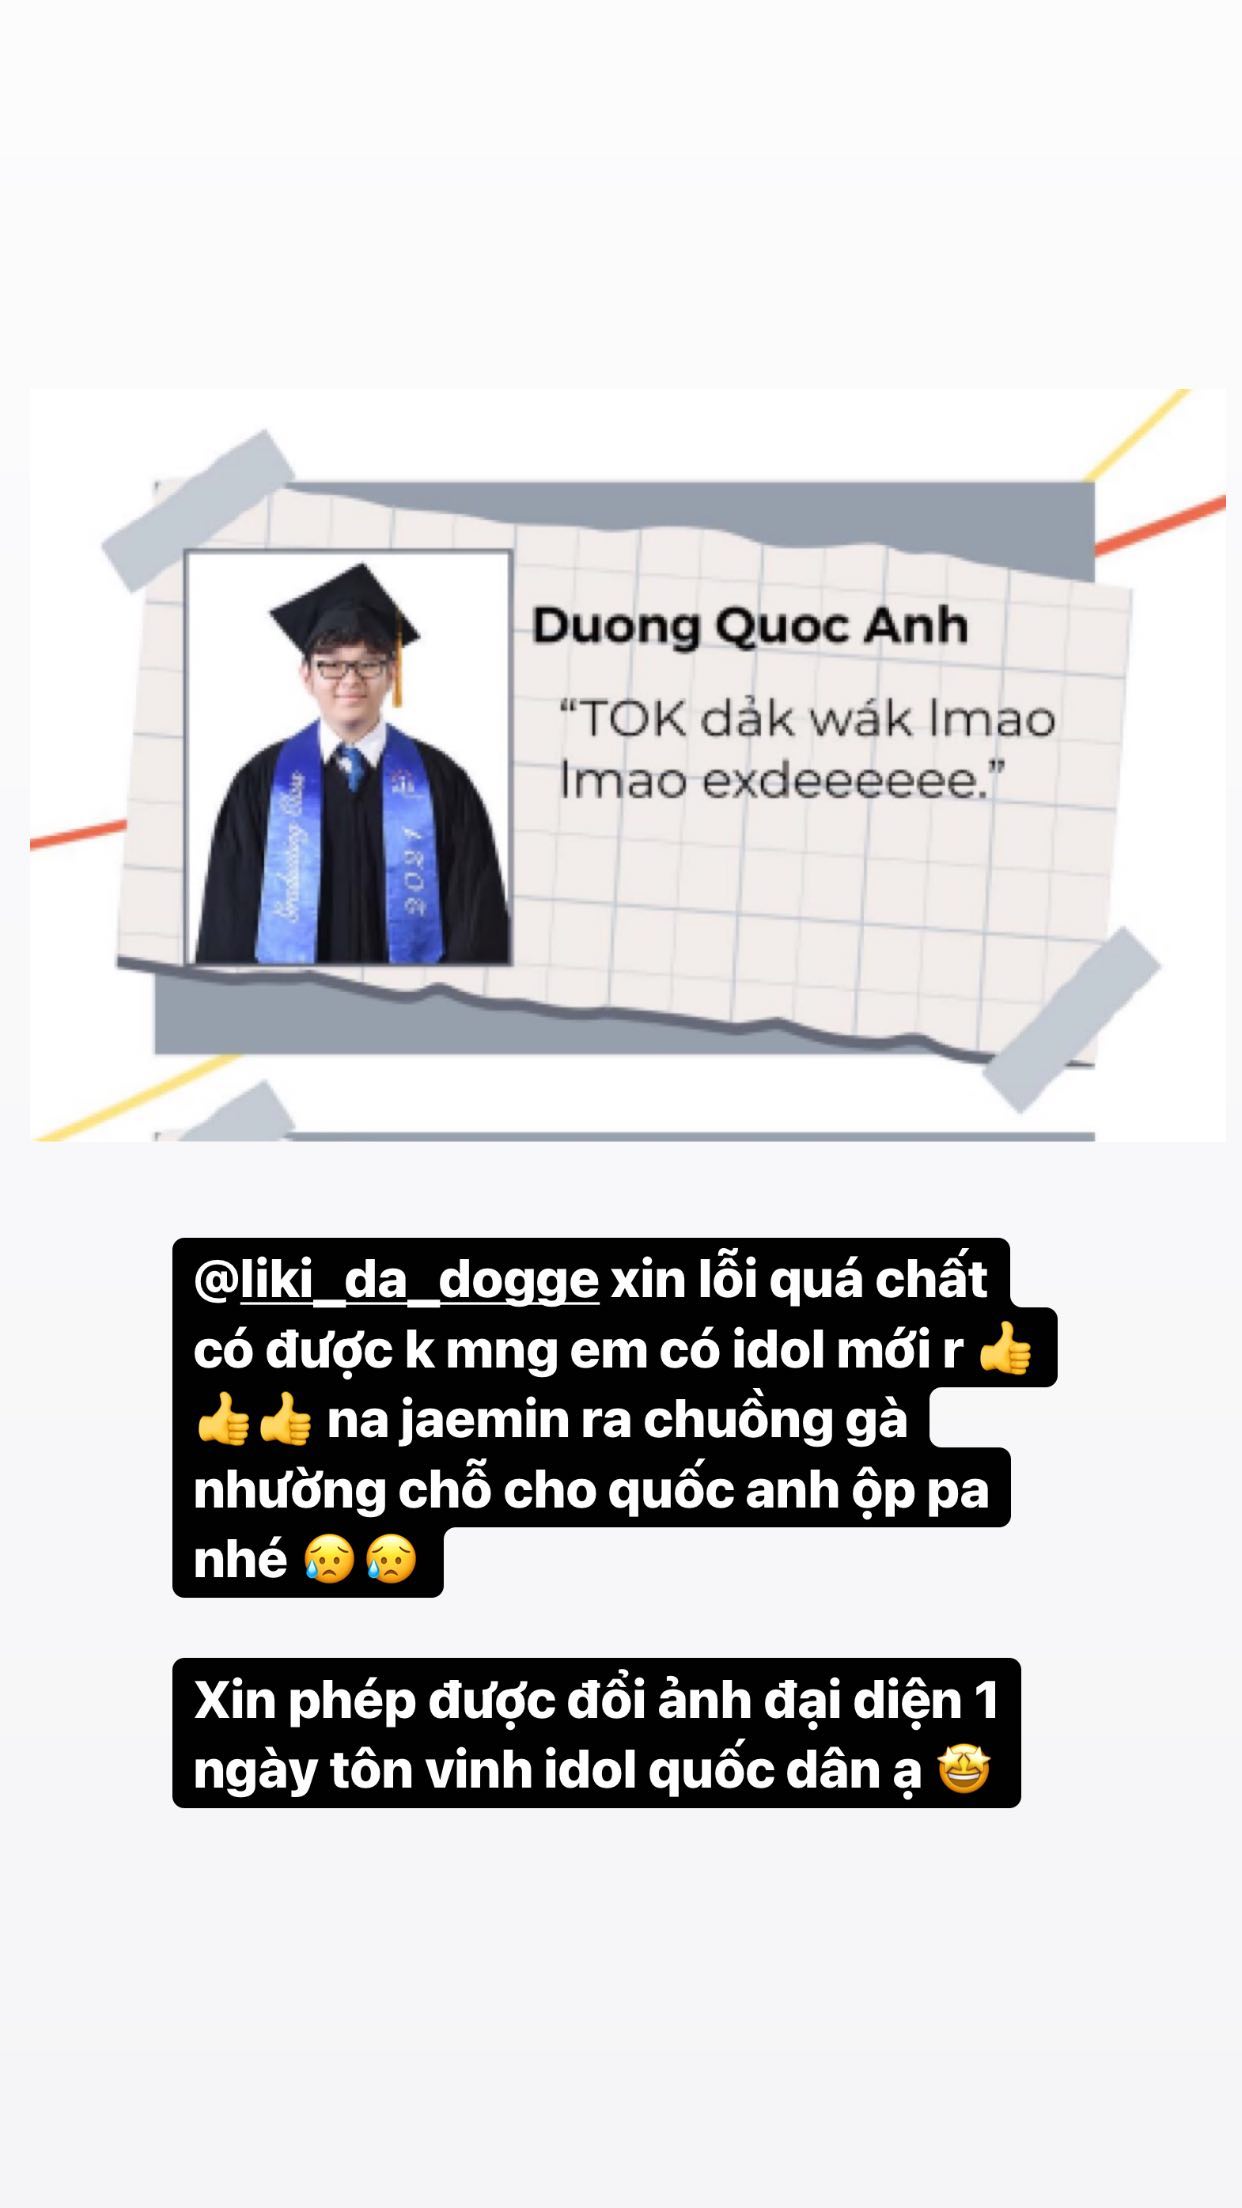 Duong Quoc Anh
“TOK dảk wák lmao
lmao exdeeeeee.”
Graduating Class
2021
@liki_da_dogge xin lỗi quá chất
có được k mng em có idol mới r 👍
👍👍 na jaemin ra chuồng gà
nhường chỗ cho quốc anh ộp pa
nhé 😥😥
Xin phép được đổi ảnh đại diện 1
ngày tôn vinh idol quốc dân ạ 🤩